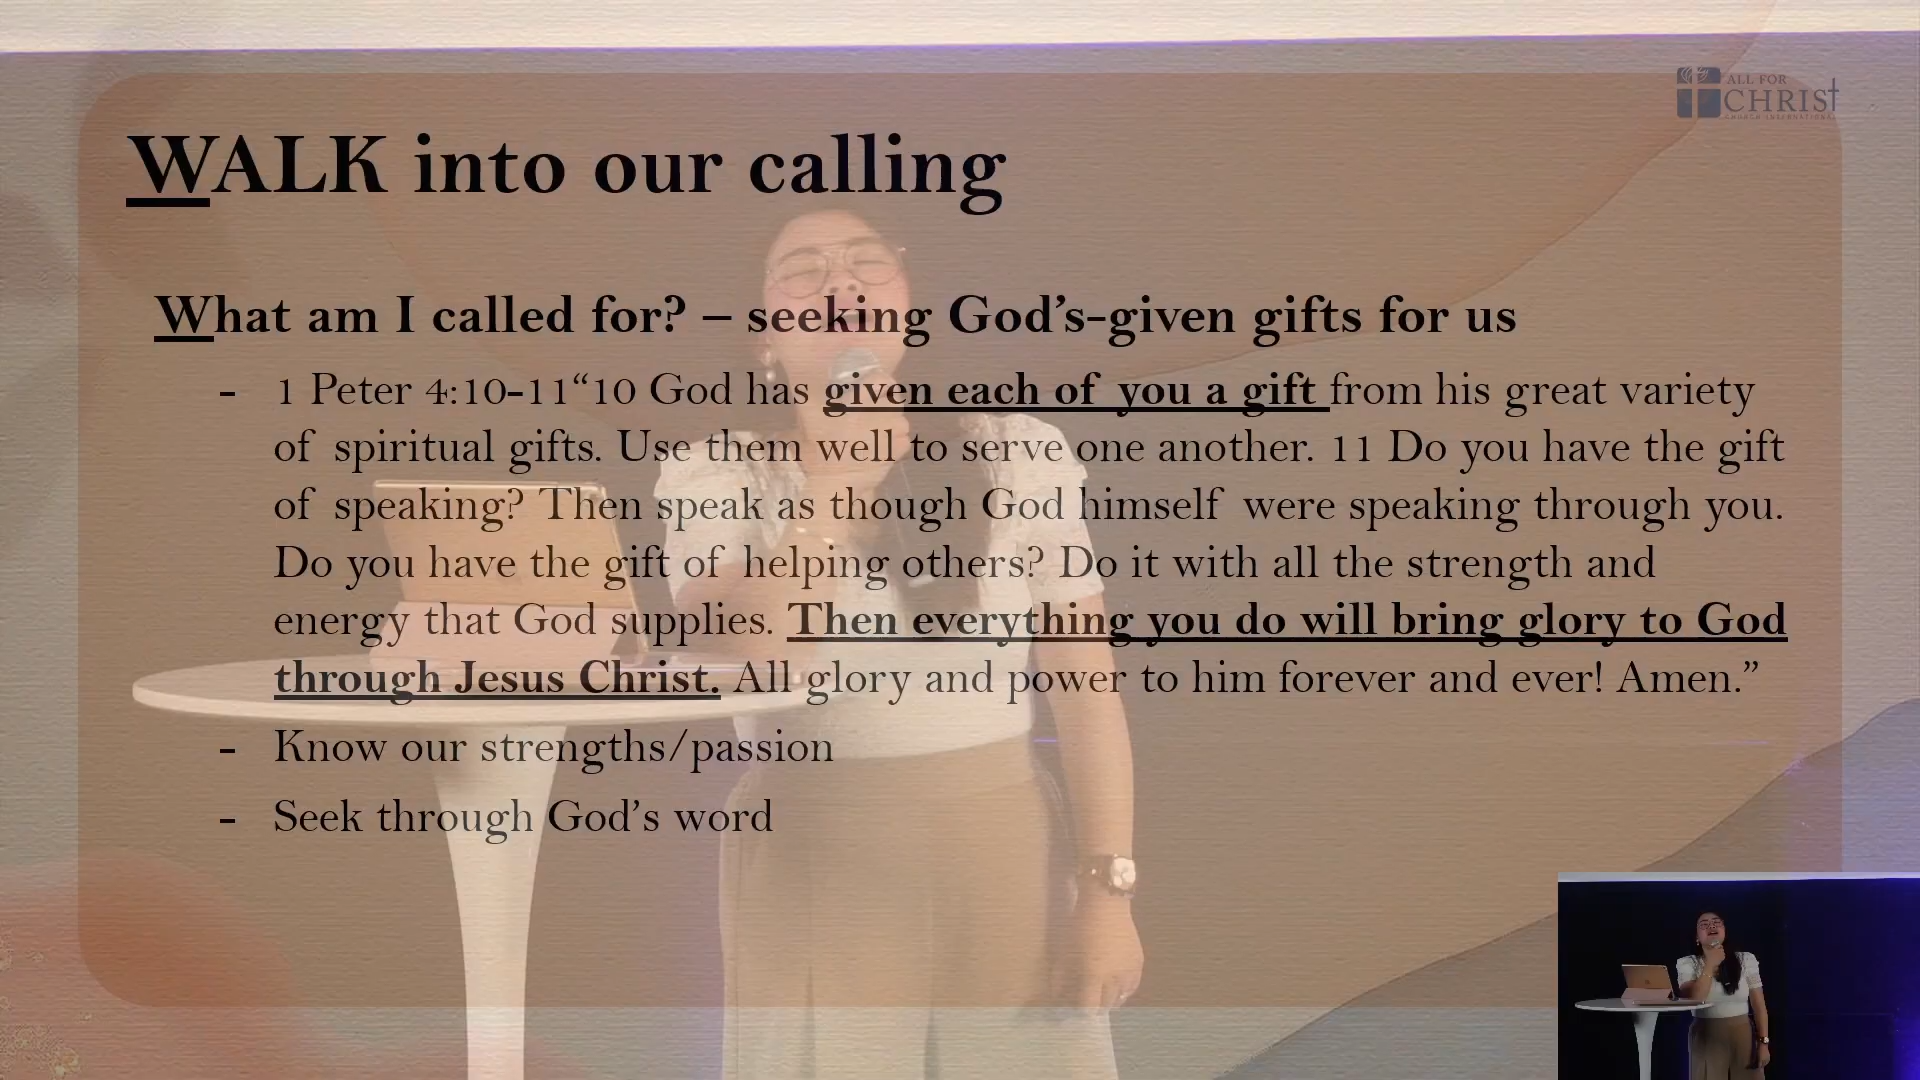 ALL FOR
CHRIST
CHURCH INTERNATIONAL
WALK into our calling
What am I called for? – seeking God’s-given gifts for us
- 1 Peter 4:10-11“10 God has given each of you a gift from his great variety
of spiritual gifts. Use them well to serve one another. 11 Do you have the gift
of speaking? Then speak as though God himself were speaking through you.
Do you have the gift of helping others? Do it with all the strength and
energy that God supplies. Then everything you do will bring glory to God
through Jesus Christ. All glory and power to him forever and ever! Amen.”
- Know our strengths/passion
- Seek through God’s word